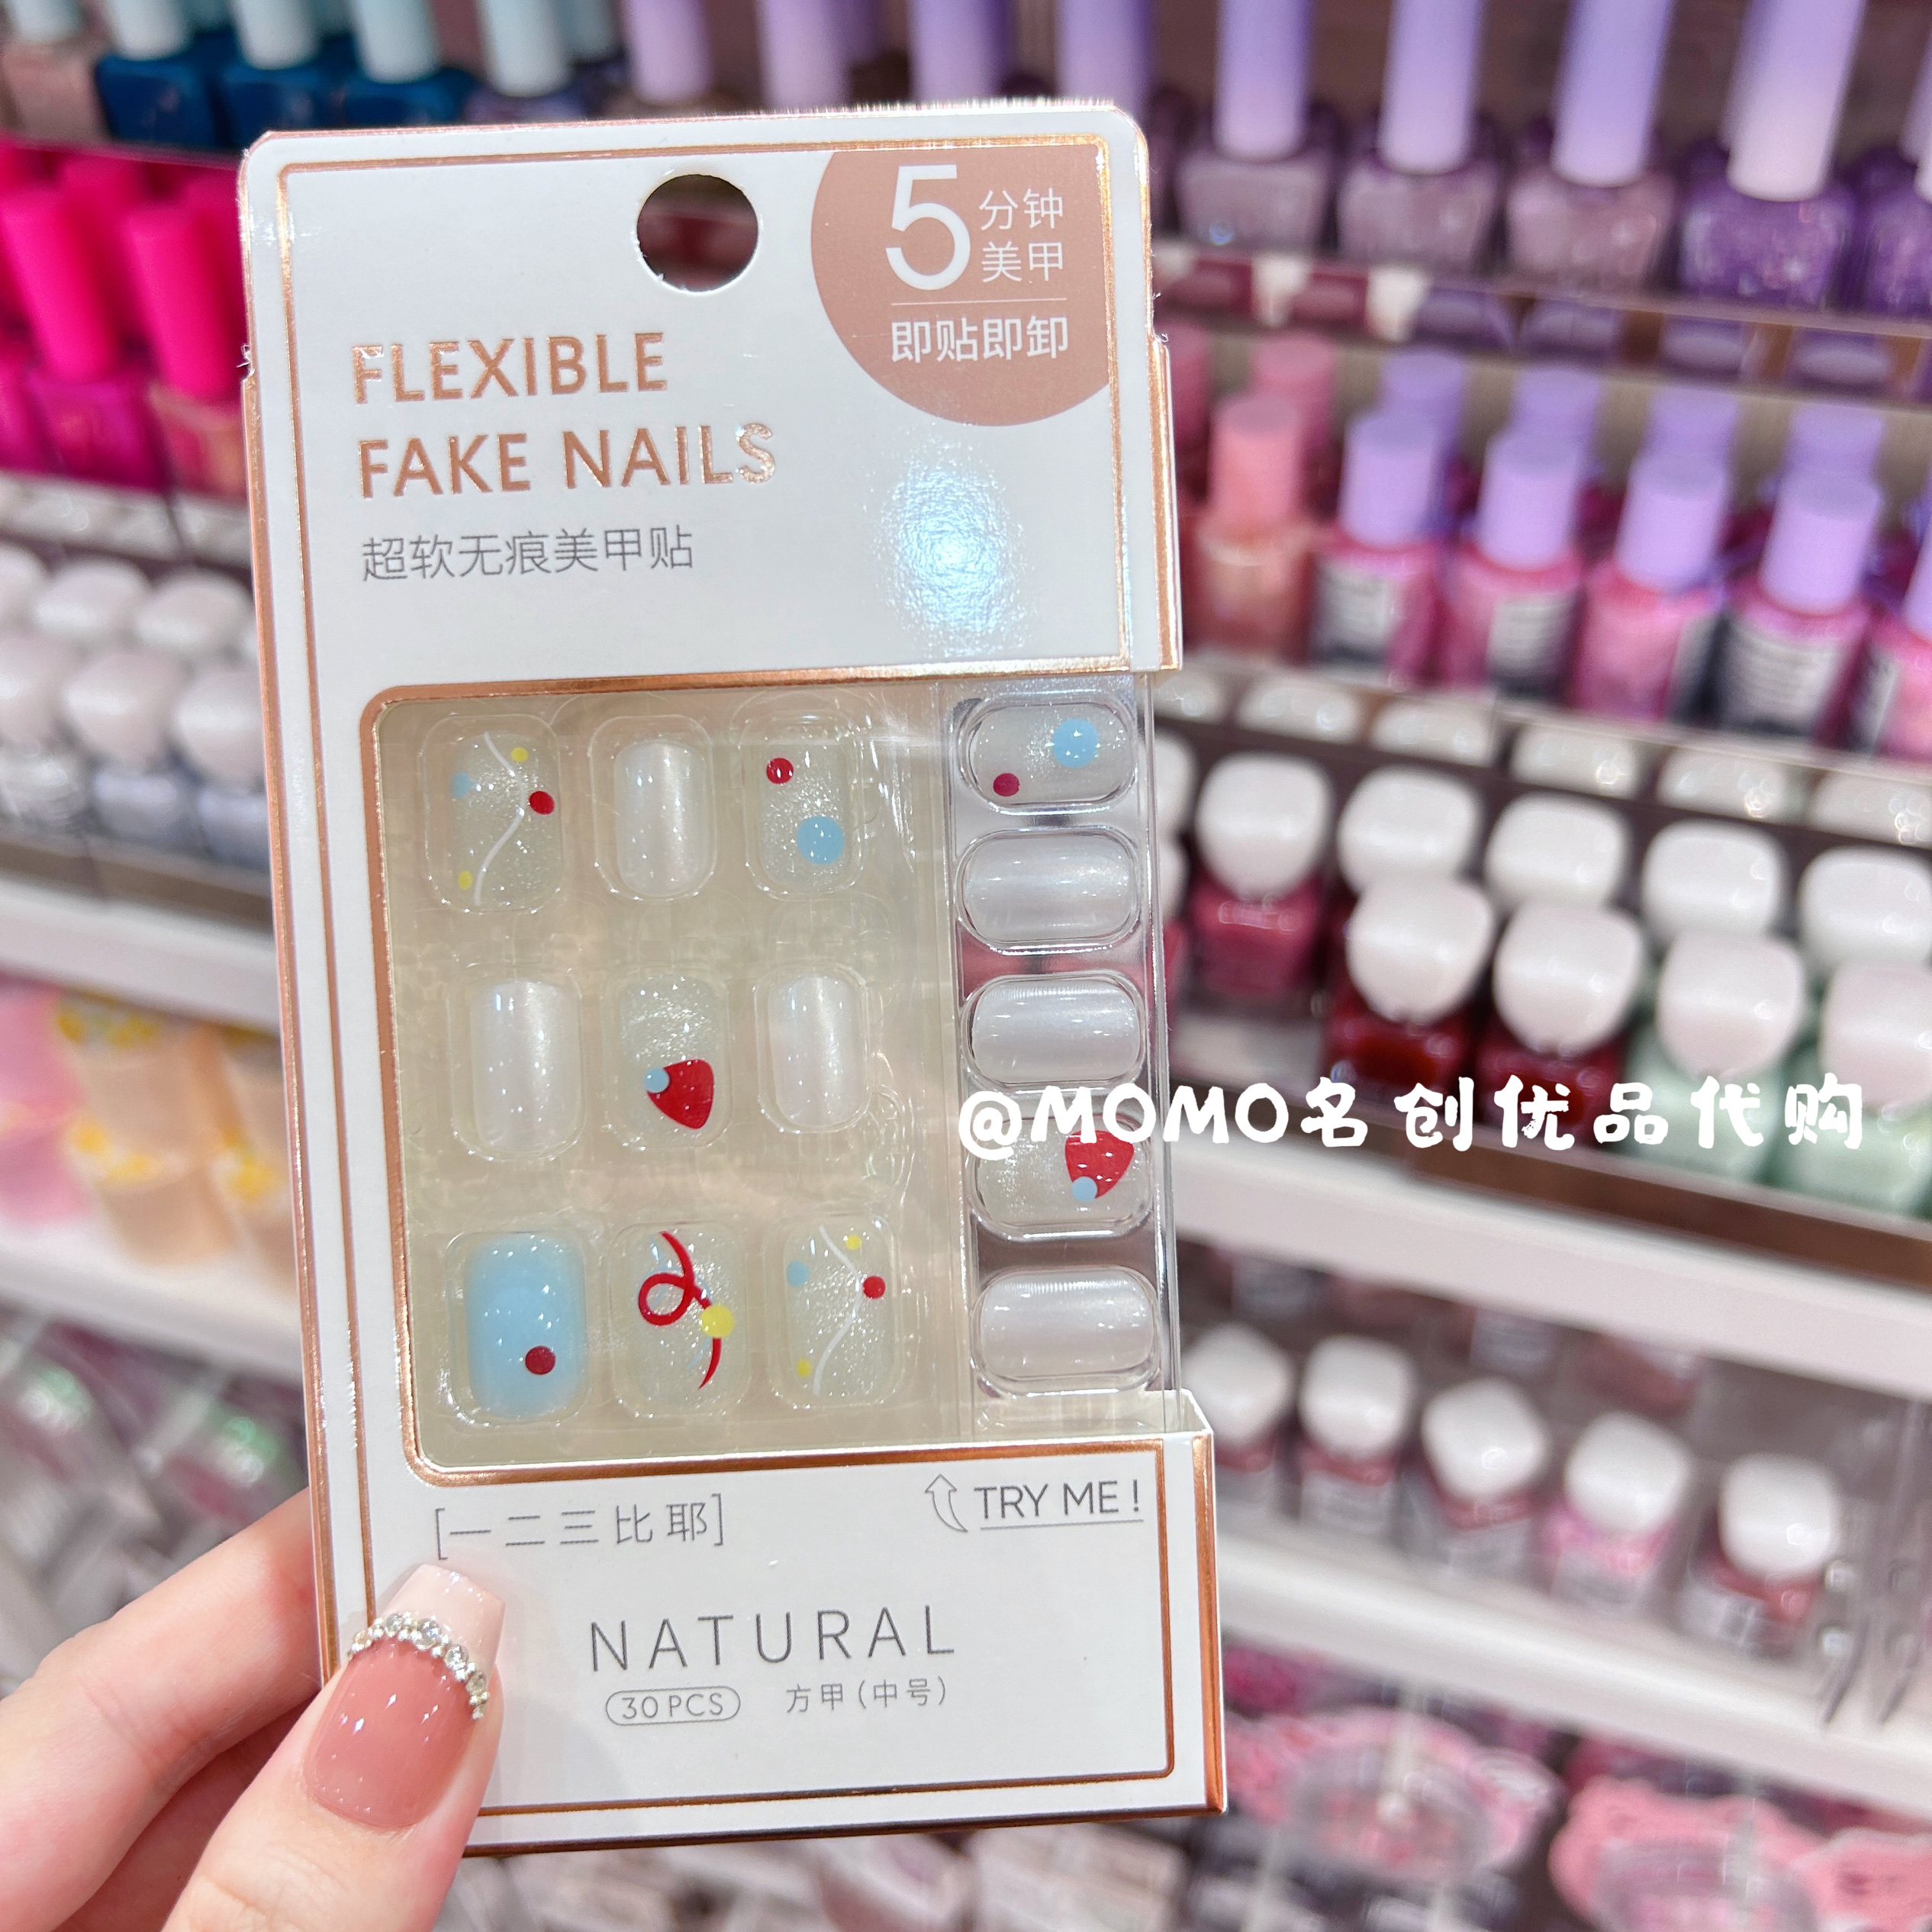 5分钟
美甲
即贴即卸
FLEXIBLE
FAKE NAILS
超软无痕美甲贴
@MOMO名创优品代购
TRY ME!
[一二三比耶]
NATURAL
30 PCS 方甲(中号)